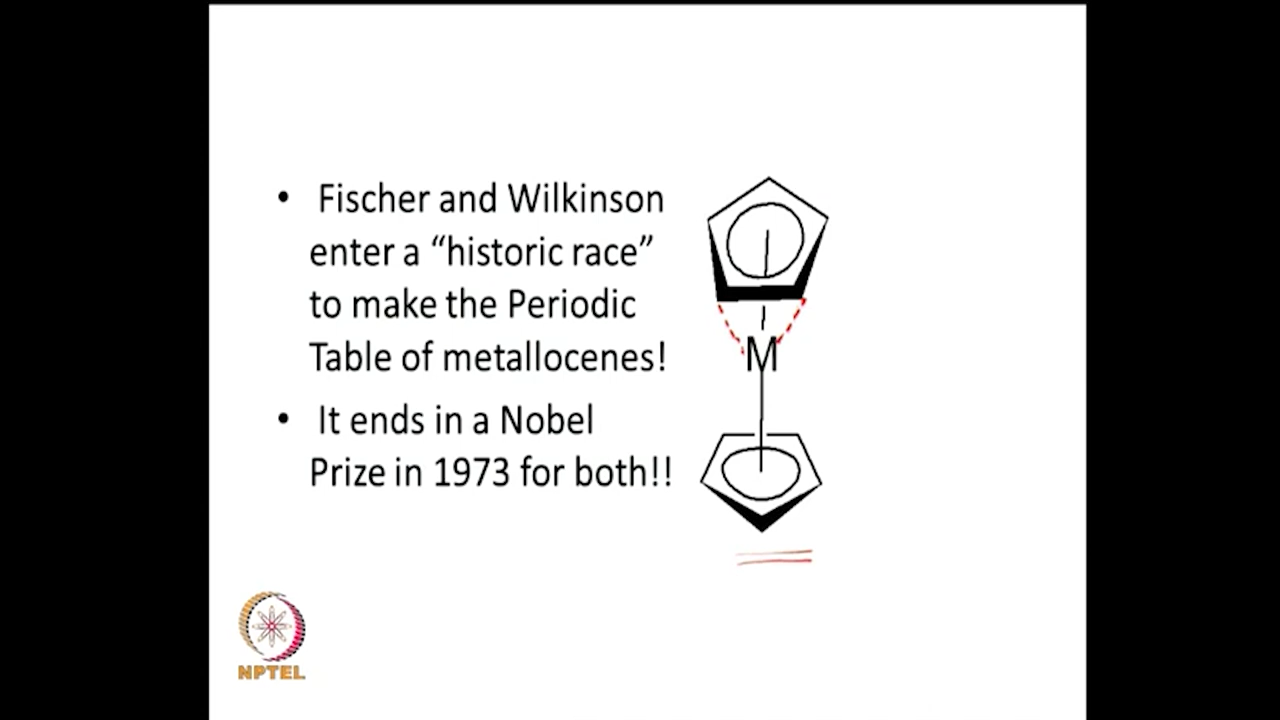 • Fischer and Wilkinson
enter a “historic race”
to make the Periodic
Table of metallocenes!
• It ends in a Nobel
Prize in 1973 for both!!
M
NPTEL